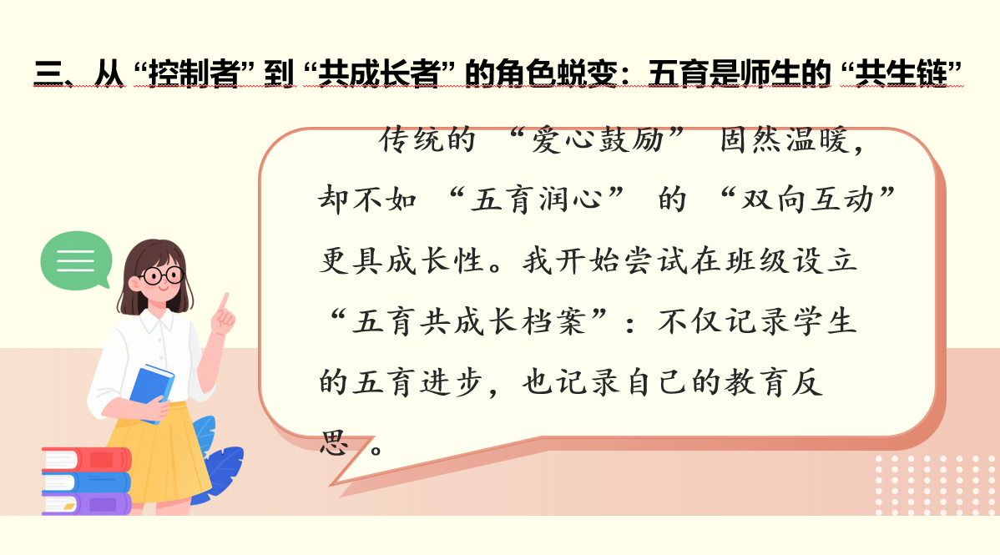 三、从 “控制者” 到 “共成长者” 的角色蜕变：五育是师生的 “共生链”
传统的 “爱心鼓励” 固然温暖，
却不如 “五育润心” 的 “双向互动”
更具成长性。我开始尝试在班级设立
“五育共成长档案”：不仅记录学生
的五育进步，也记录自己的教育反
思 。